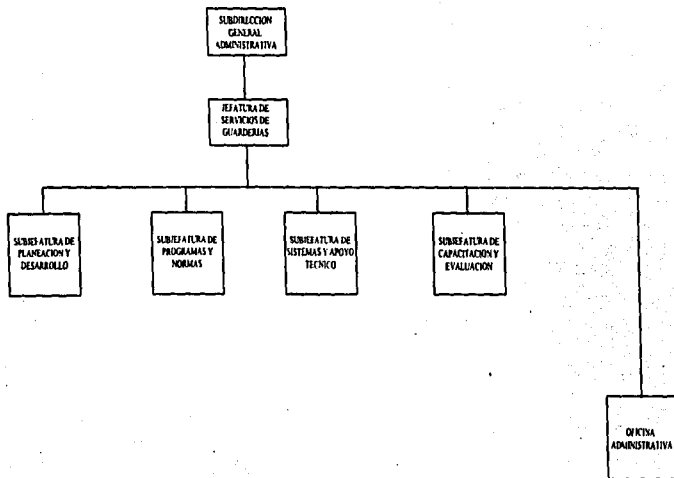 SUBDIRECCION
GENERAL
ADMINISTRATIVA
JEFATURA DE
SERVICIOS DE
GUARDERIAS
SUBJEFATURA DE
PLANEACION Y
DESARROLLO
SUBJEFATURA DE
PROGRAMAS Y
NORMAS
SUBJEFATURA DE
SISTEMAS Y APOYO
TECNICO
SUBJEFATURA DE
CAPACITACION Y
EVALUACION
OFICINA
ADMINISTRATIVA